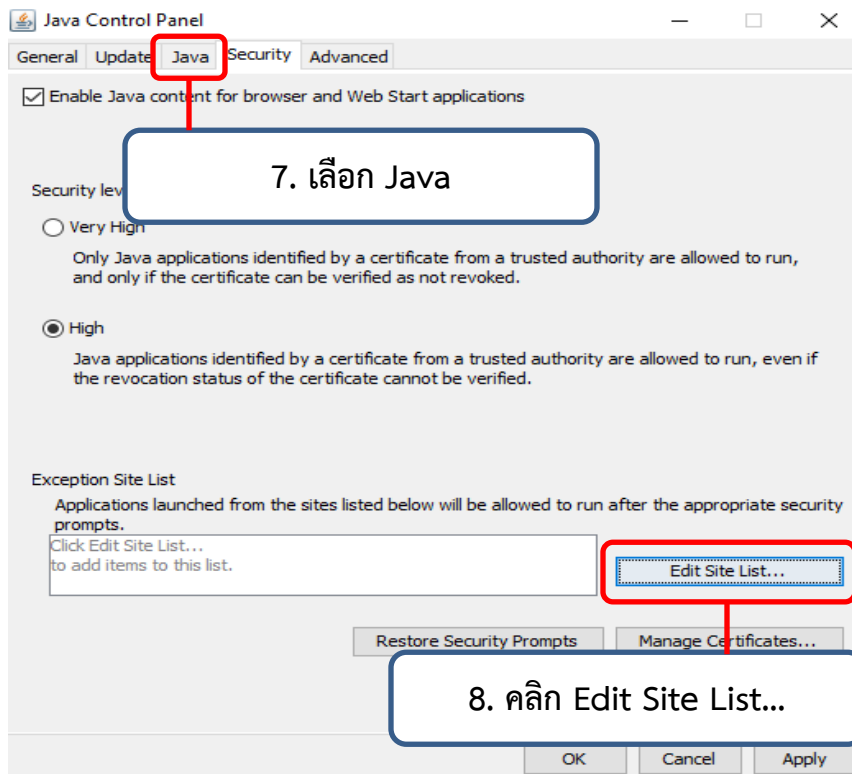 Java Control Panel
General Update Java Security Advanced
Enable Java content for browser and Web Start applications
7. เลือก Java
Security lev
Very High
Only Java applications identified by a certificate from a trusted authority are allowed to run,
and only if the certificate can be verified as not revoked.
High
Java applications identified by a certificate from a trusted authority are allowed to run, even if
the revocation status of the certificate cannot be verified.
Exception Site List
Applications launched from the sites listed below will be allowed to run after the appropriate security
prompts.
Click Edit Site List...
to add items to this list.
Edit Site List...
Restore Security Prompts Manage Certificates...
8. คลิก Edit Site List...
OK Cancel Apply